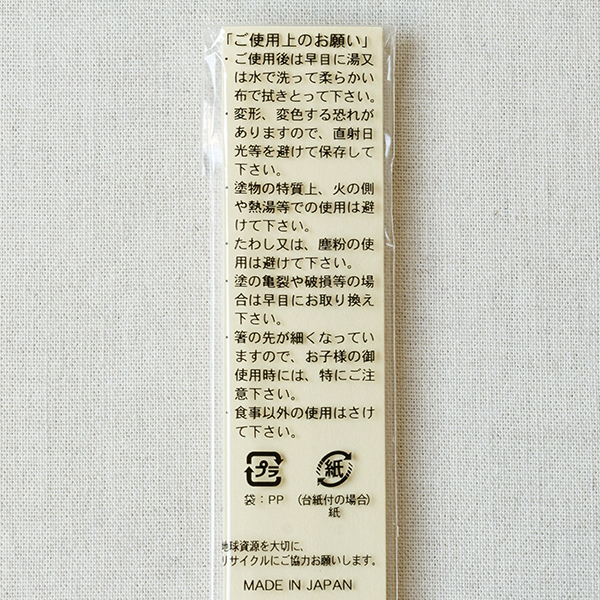 「ご使用上のお願い」
・ご使用後は早目に湯又
は水で洗って柔らかい
布で拭きとって下さい。
・変形、変色する恐れが
ありますので、直射日
光等を避けて保存して
下さい。
・塗物の特質上、火の側
や熱湯等での使用は避
けて下さい。
・たわし又は、塵粉の使
用は避けて下さい。
・塗の亀裂や破損等の場
合は早目にお取り換え
下さい。
・箸の先が細くなってい
ますので、お子様の御
使用時には、特にご注
意下さい。
・食事以外の使用はさけ
て下さい。
プラ
紙
袋：PP
(台紙付の場合)
紙
地球資源を大切に、
リサイクルにご協力お願いします。
MADE IN JAPAN